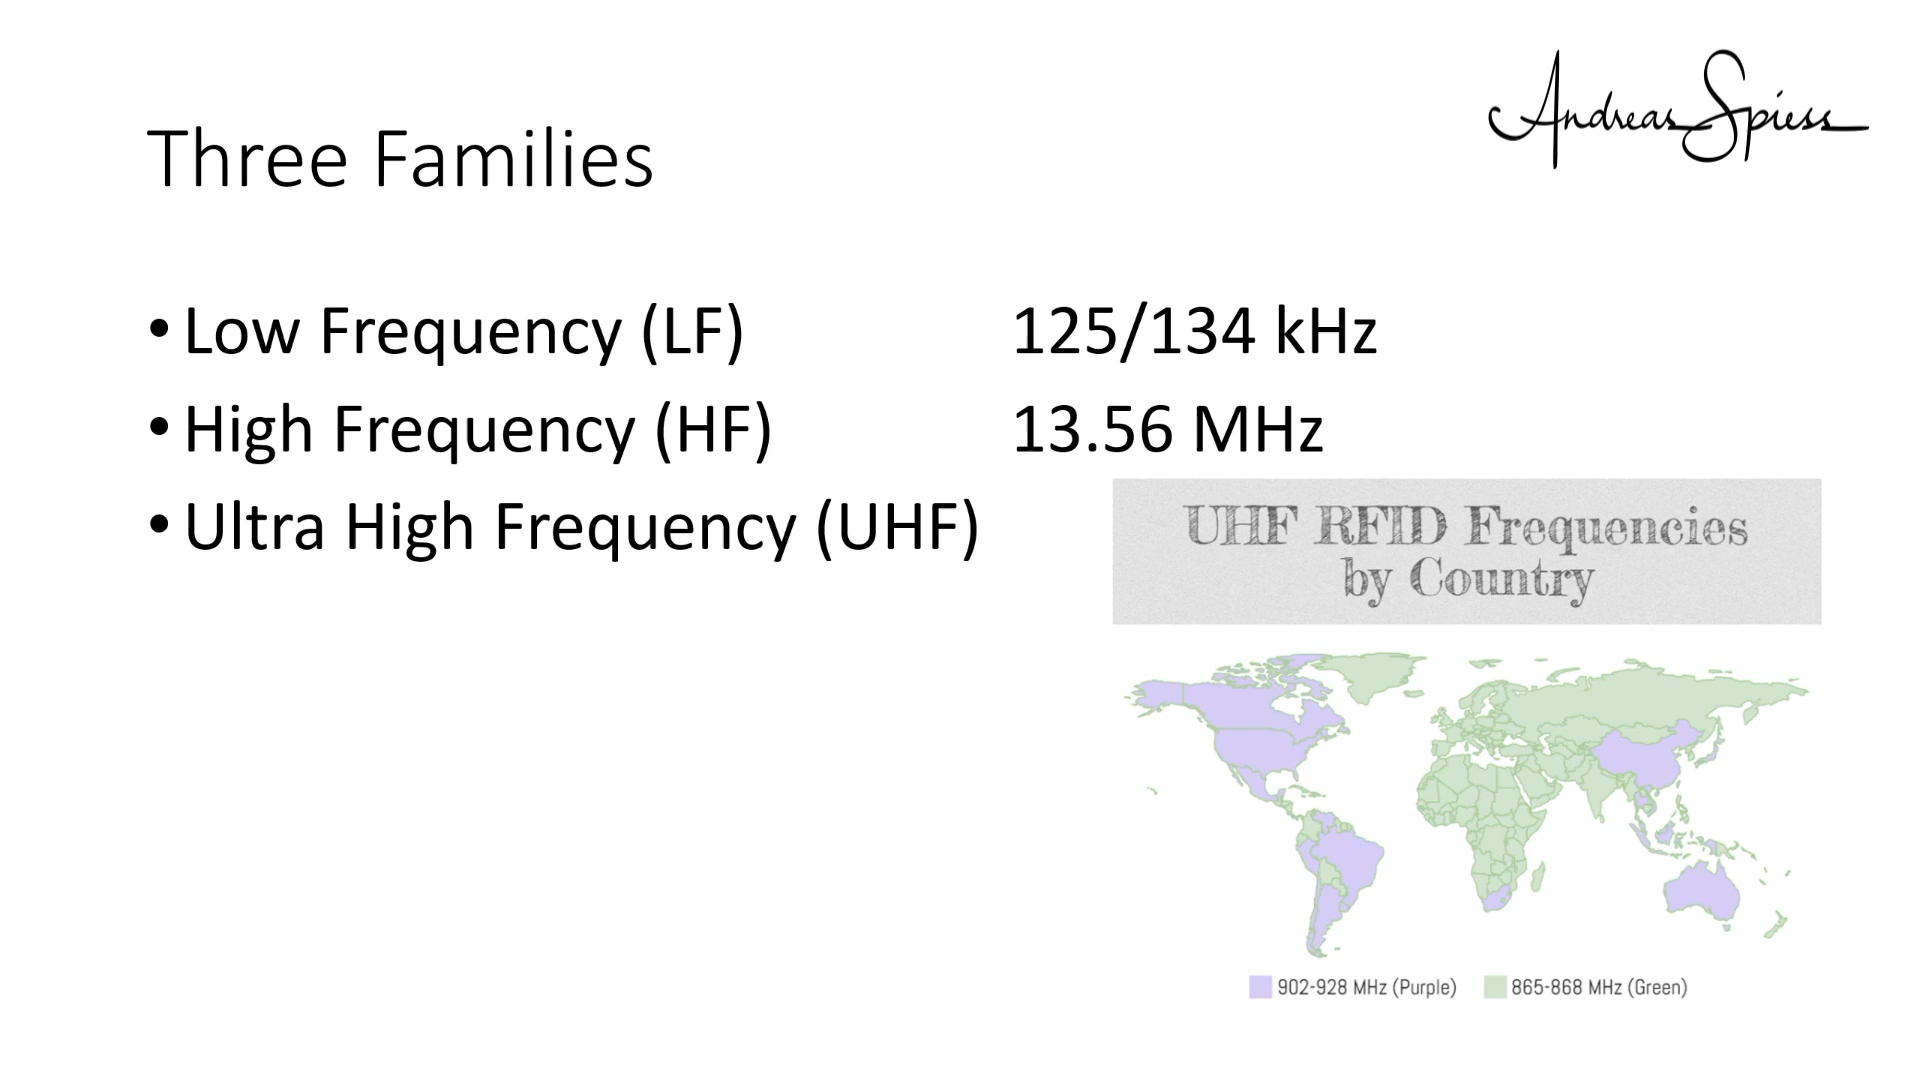 Andreas Spiess
Three Families
• Low Frequency (LF) 125/134 kHz
• High Frequency (HF) 13.56 MHz
• Ultra High Frequency (UHF)
UHF RFID Frequencies
by Country
902-928 MHz (Purple) 865-868 MHz (Green)